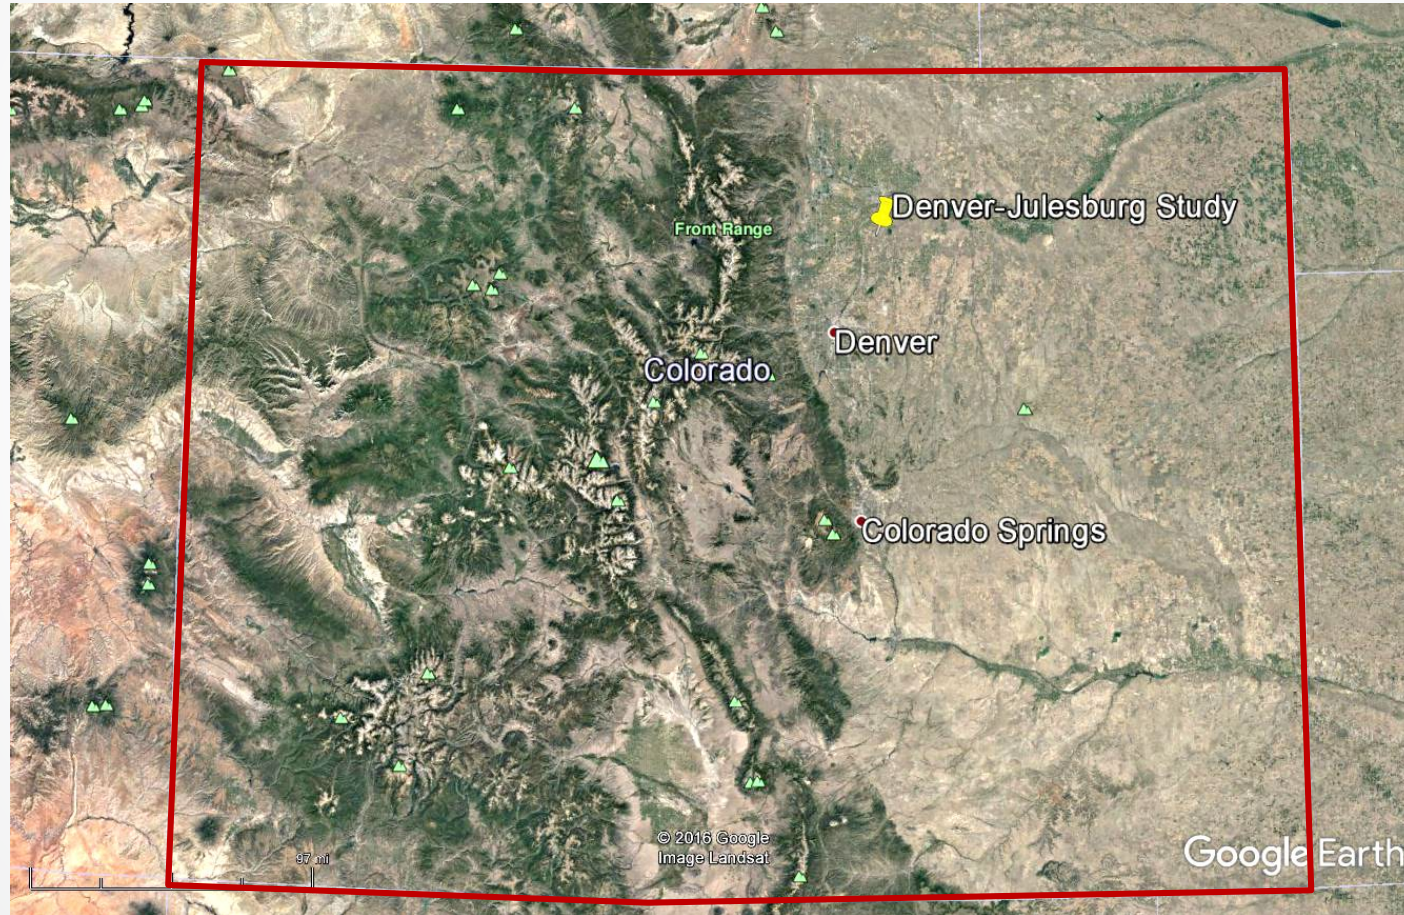 Denver-Julesburg Study
Front Range
Denver
Colorado
Colorado Springs
© 2016 Google
Image Landsat
97 mi
Google Earth